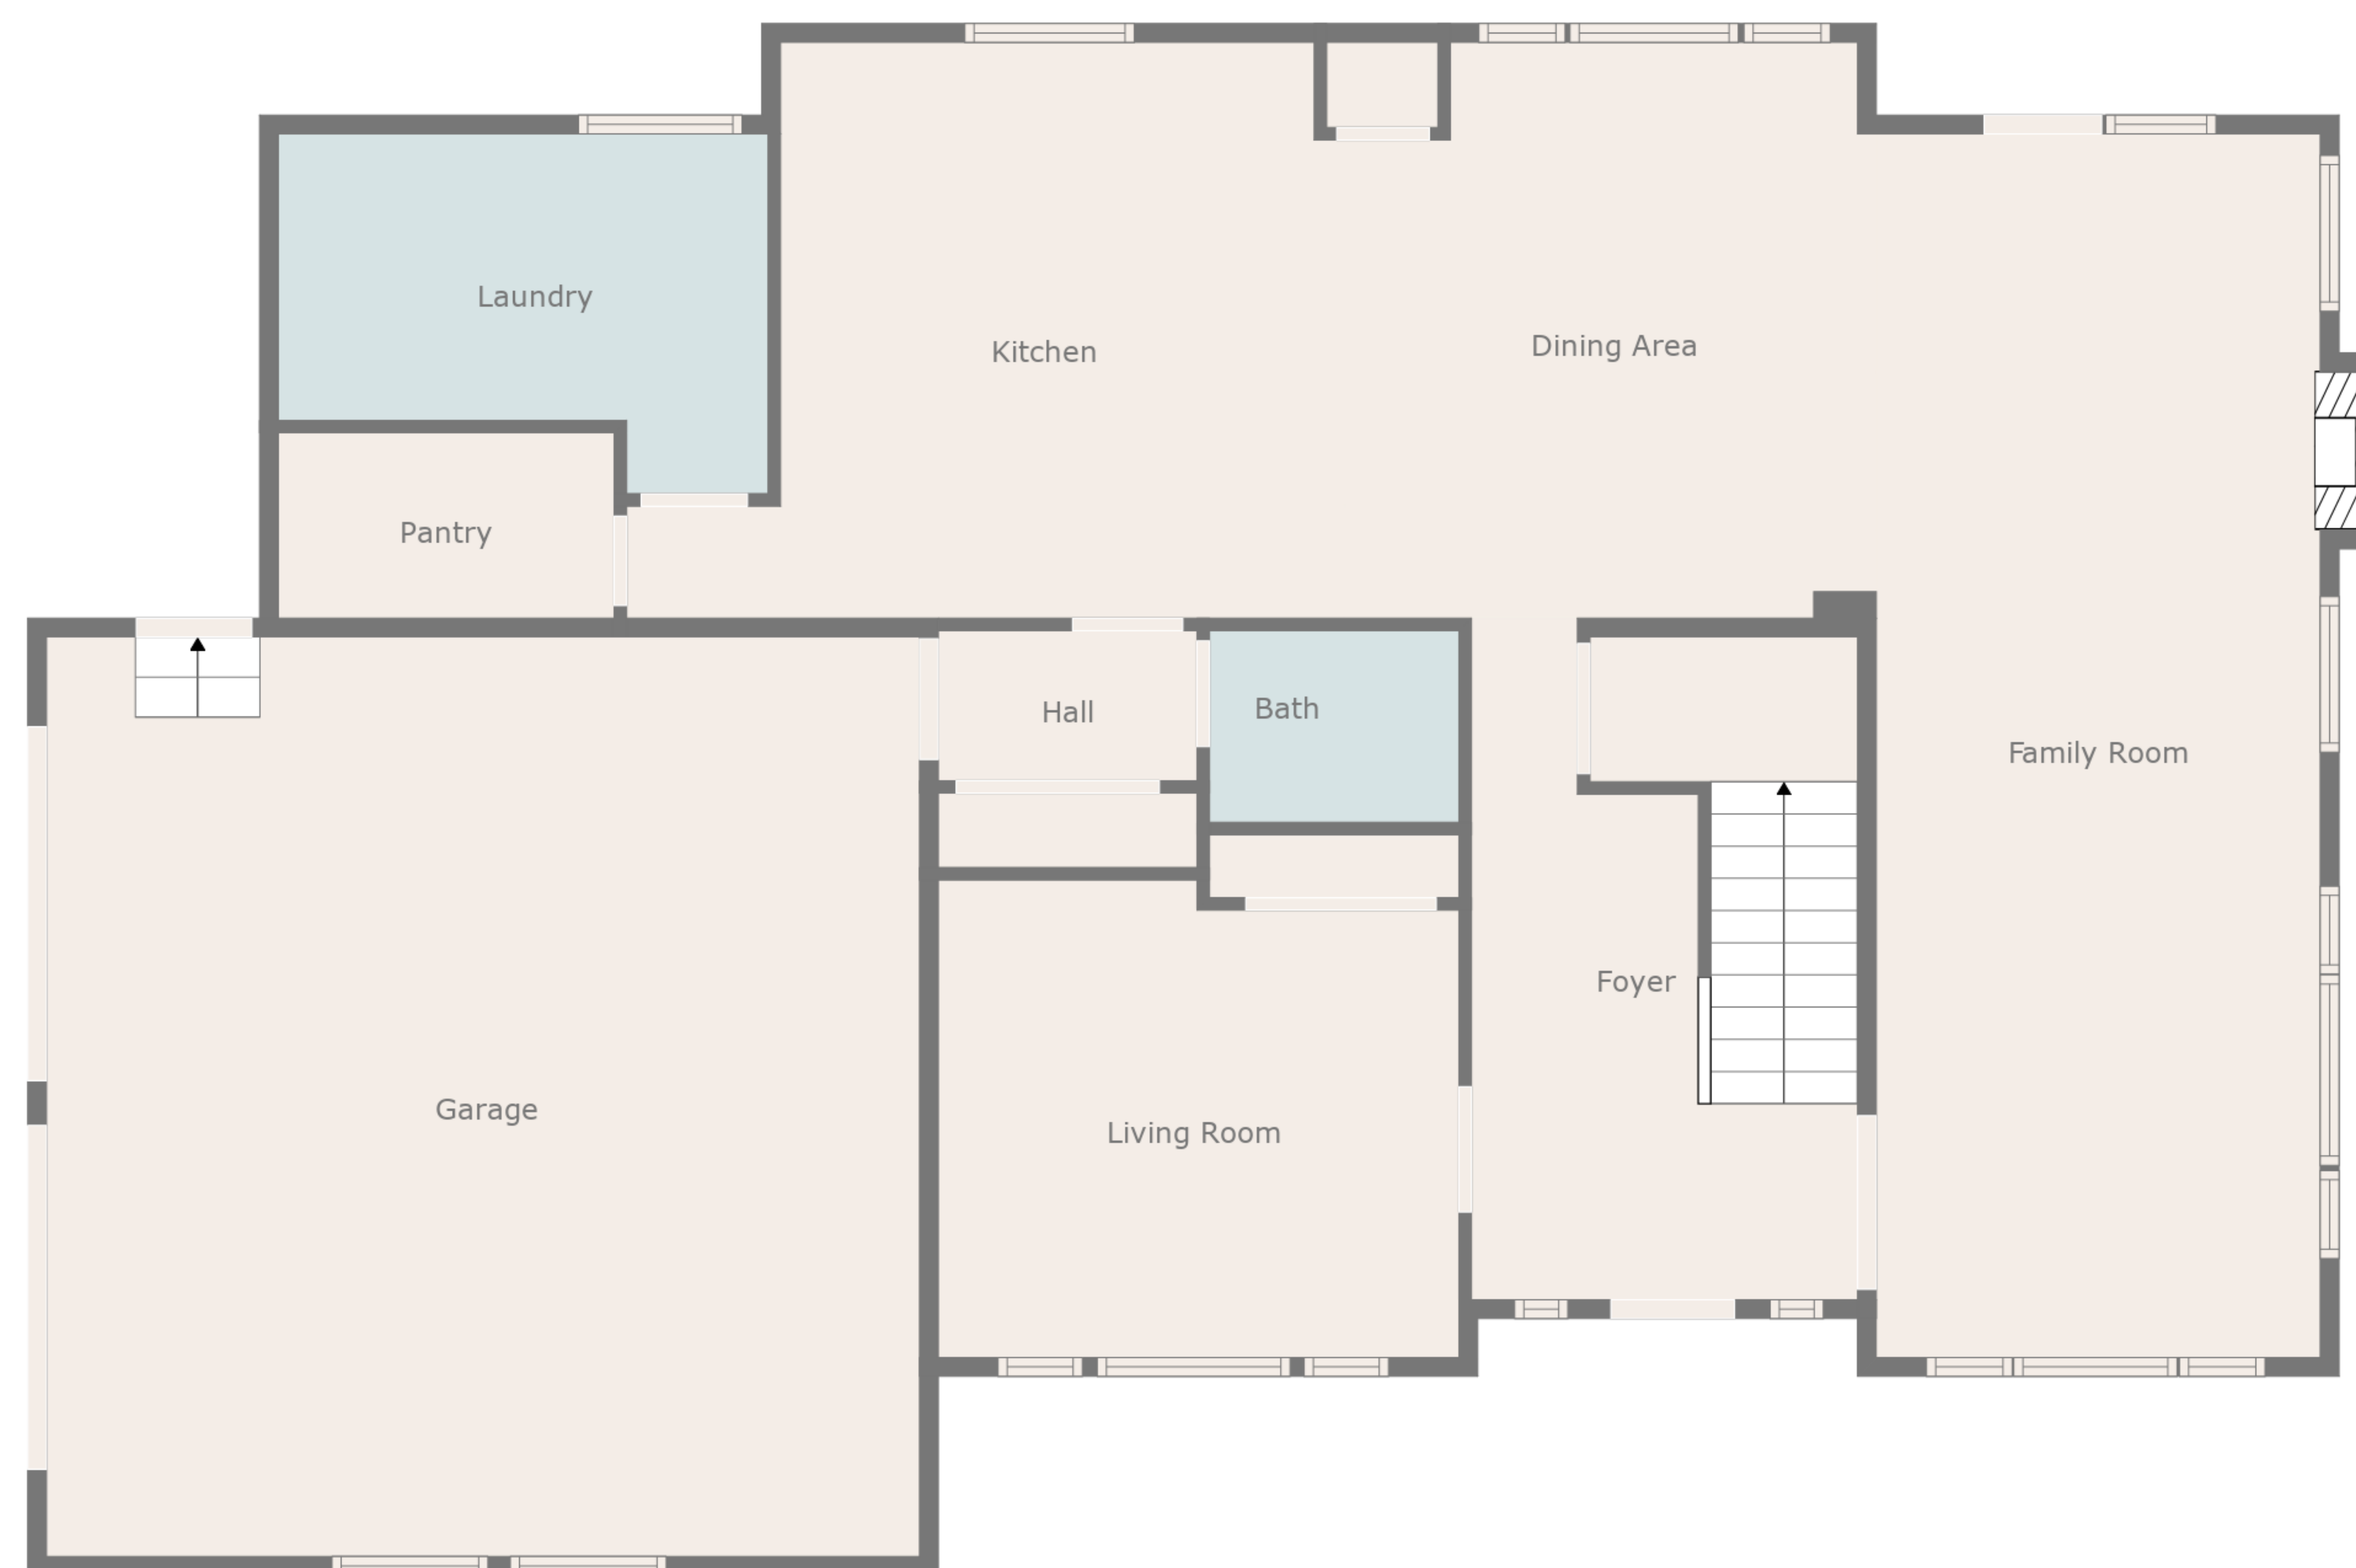 Laundry
Kitchen
Dining Area
Pantry
Hall
Bath
Family Room
Foyer
Garage
Living Room